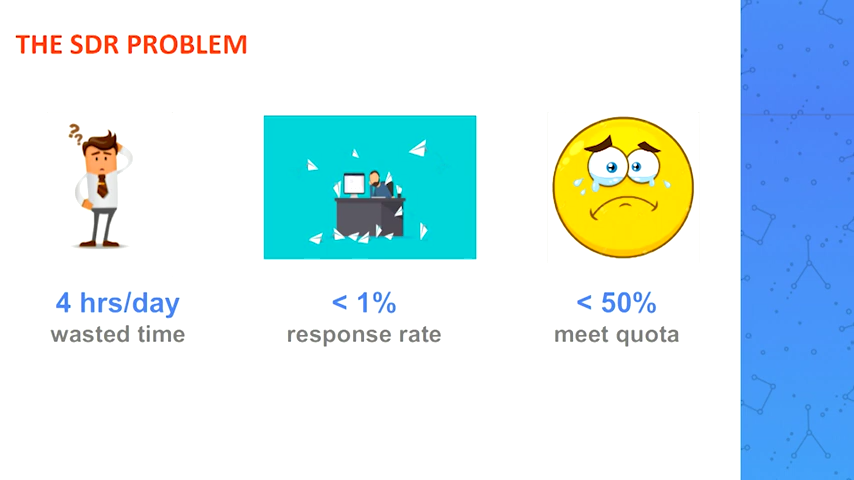 THE SDR PROBLEM
??
4 hrs/day
wasted time
< 1%
response rate
< 50%
meet quota